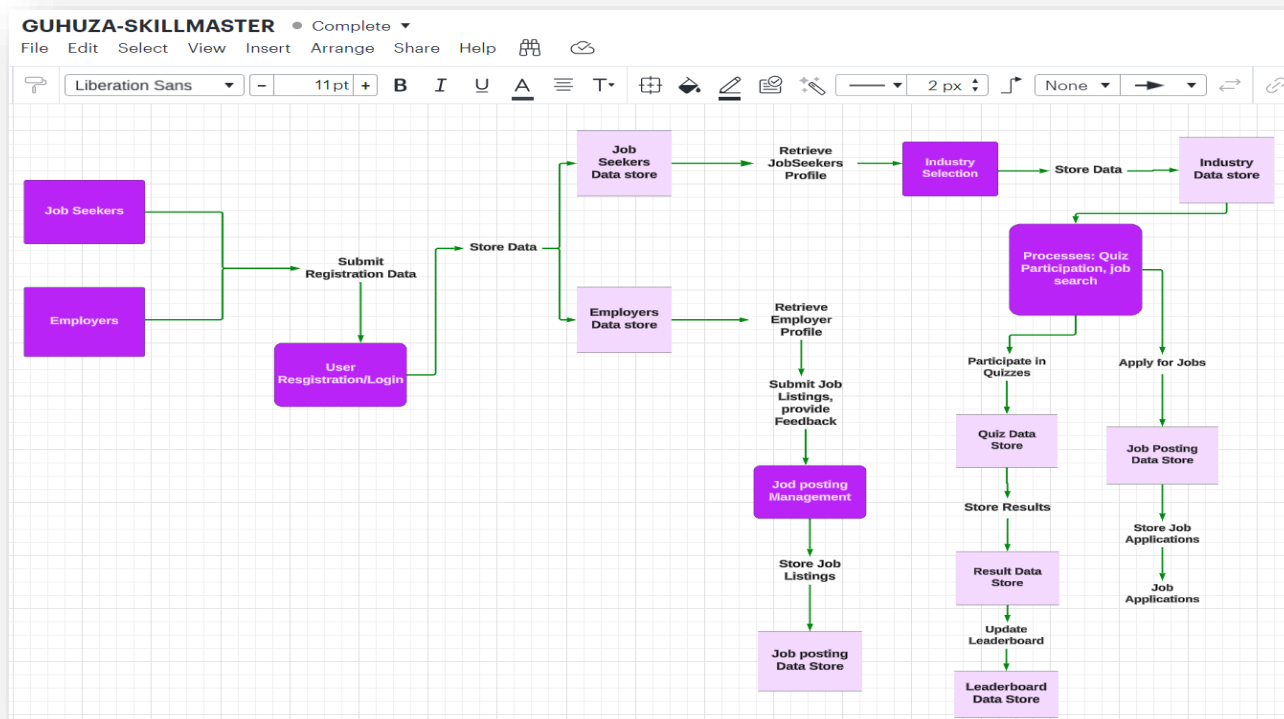 GUHUZA-SKILLMASTER Complete
File Edit Select View Insert Arrange Share Help
Liberation Sans − 11 pt + B I U A T 2 px None
Job Seekers
Employers
Submit
Registration Data
User
Resgistration/Login
Store Data
Job
Seekers
Data store
Employers
Data store
Retrieve
JobSeekers
Profile
Retrieve
Employer
Profile
Submit Job
Listings,
provide
Feedback
Jod posting
Management
Store Job
Listings
Job posting
Data Store
Industry
Selection
Store Data
Industry
Data store
Processes: Quiz
Participation, job
search
Participate in
Quizzes
Quiz Data
Store
Store Results
Result Data
Store
Update
Leaderboard
Leaderboard
Data Store
Apply for Jobs
Job Posting
Data Store
Store Job
Applications
Job
Applications